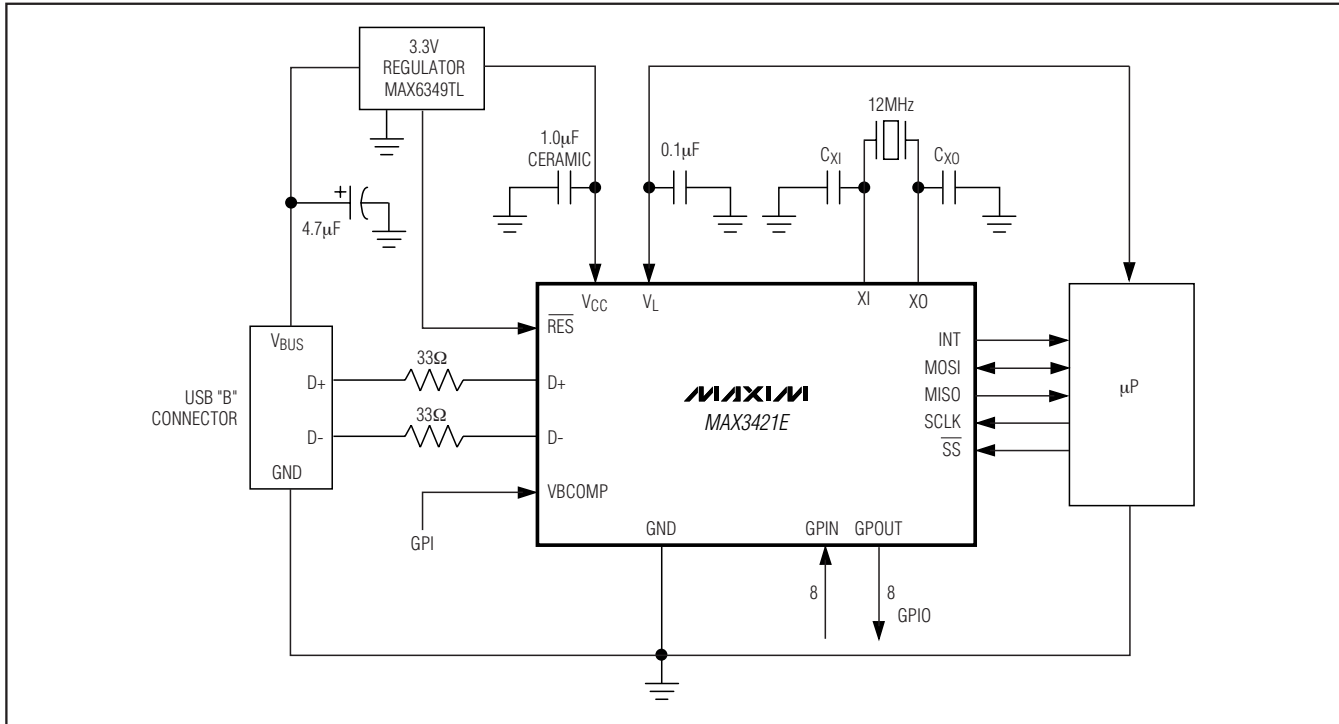 3.3V
REGULATOR
MAX6349TL
12MHz
1.0μF
CERAMIC
0.1μF
CXI
CXO
+
4.7μF
VCC
VL
XI
XO
RES
VBUS
INT
33Ω
D+
D+
MOSI
USB "B"
CONNECTOR
MAXIM
MAX3421E
MISO
μP
33Ω
SCLK
D-
D-
SS
GND
VBCOMP
GPI
GND
GPIN
GPOUT
8
8
GPIO